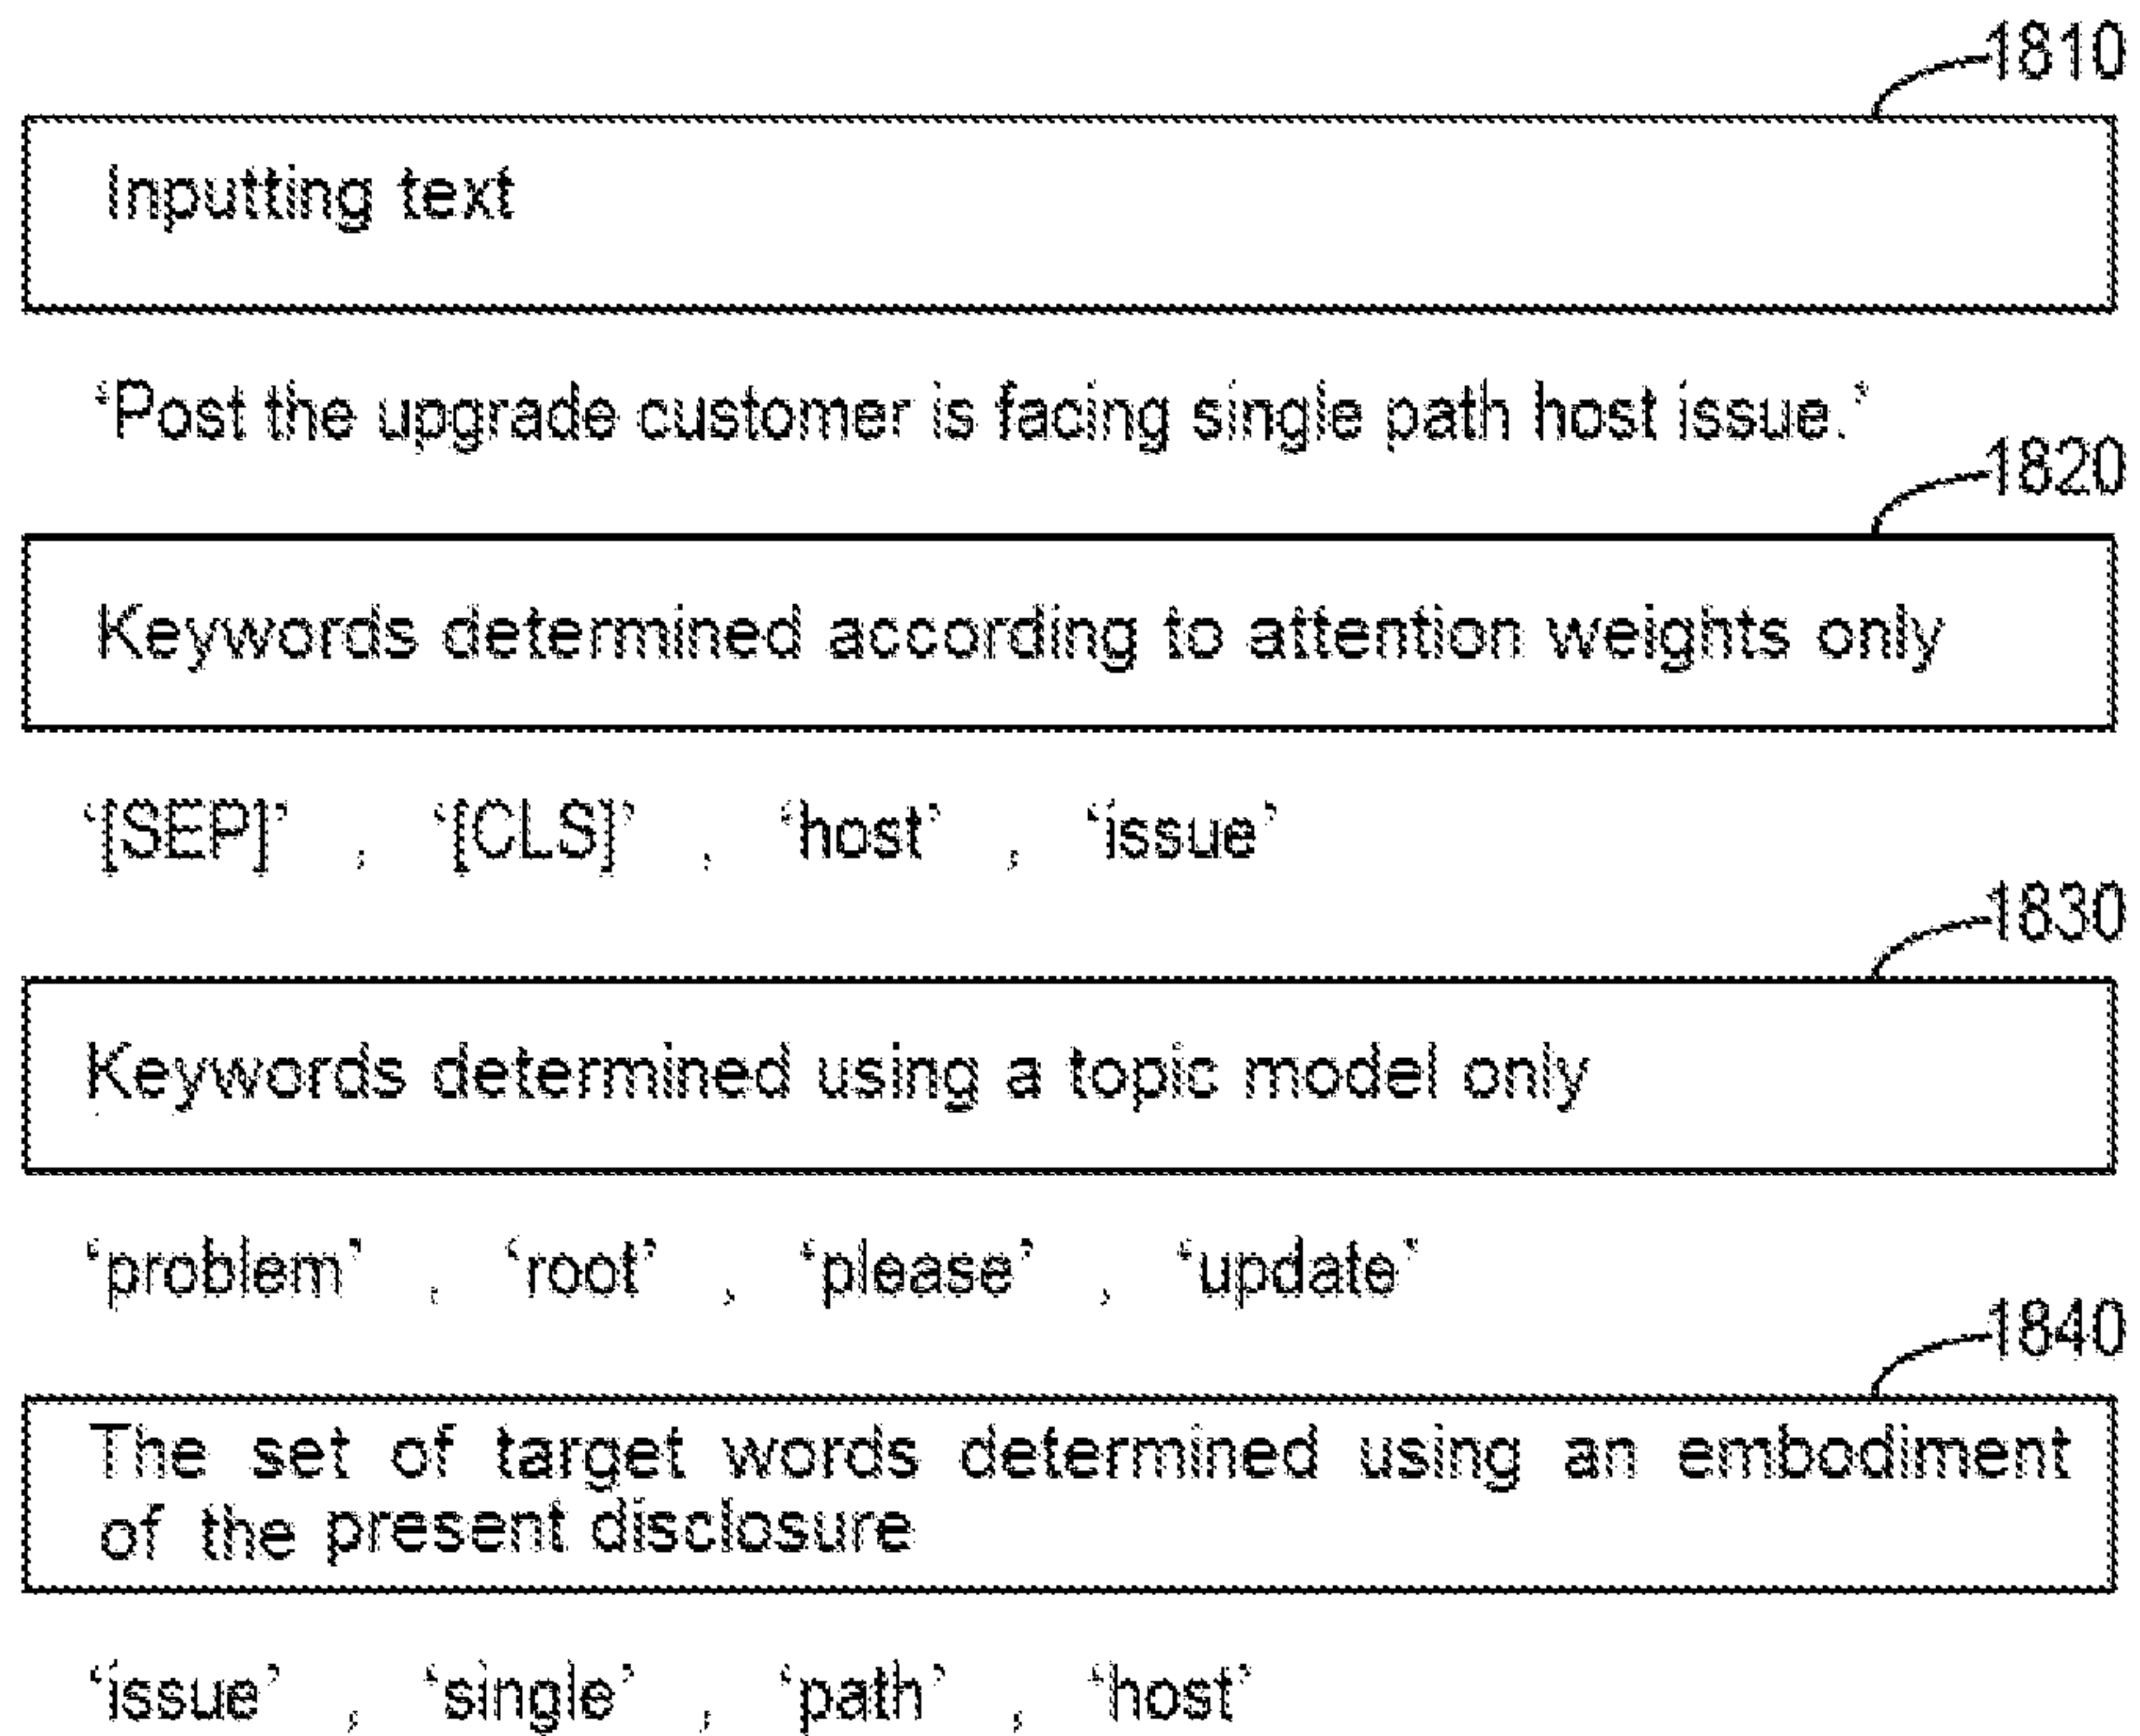 1810
Inputting text
‘Post the upgrade customer is facing single path host issue.’
1820
Keywords determined according to attention weights only
‘[SEP]’ , ‘[CLS]’ , ‘host’ , ‘issue’
1830
Keywords determined using a topic model only
‘problem’ , ‘root’ , ‘please’ , ‘update’
1840
The set of target words determined using an embodiment
of the present disclosure
‘issue’ , ‘single’ , ‘path’ , ‘host’